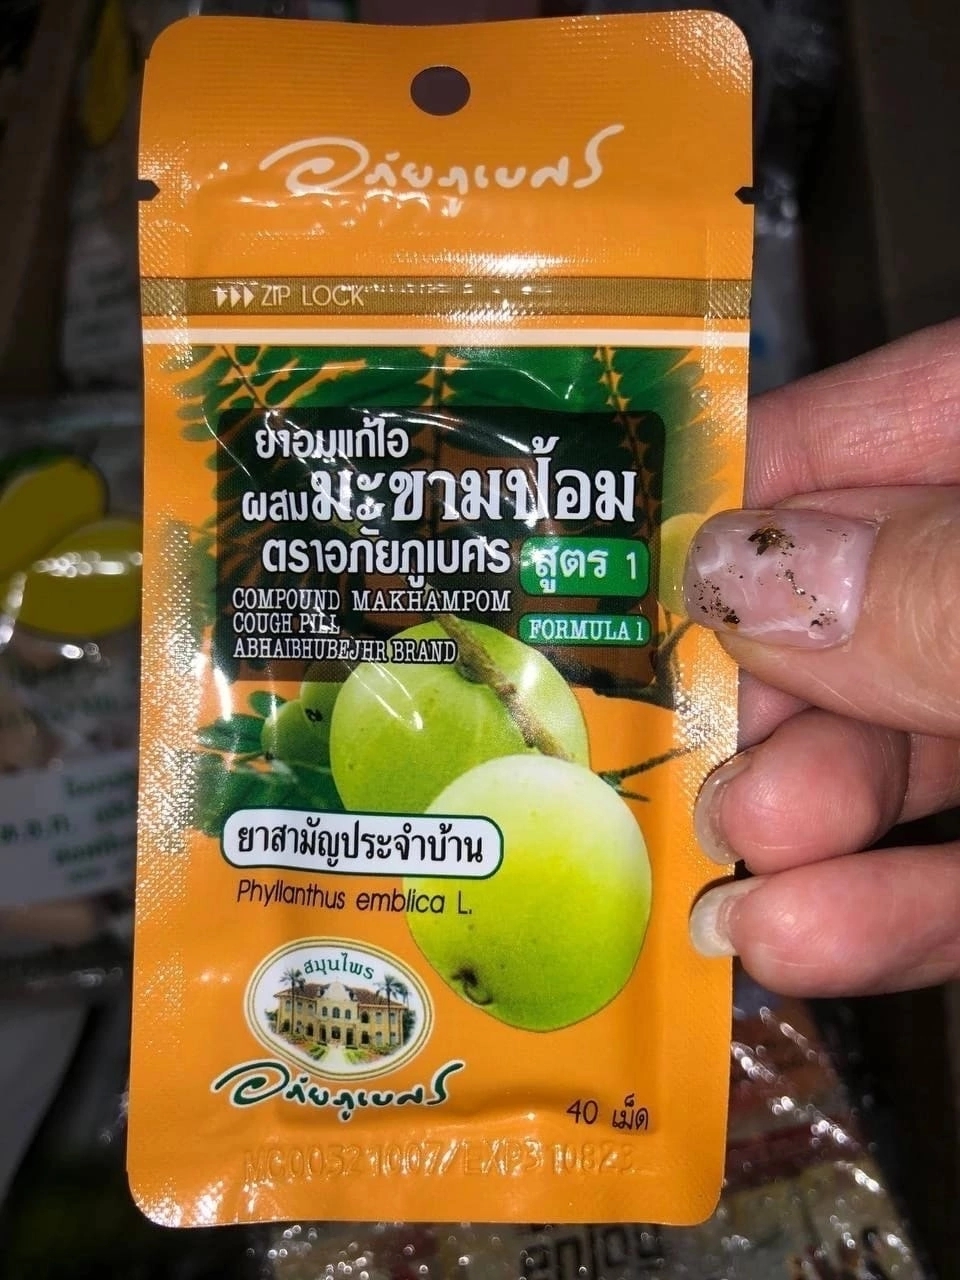 อภัยภูเบศร
ZIP LOCK
ยาอมแก้ไอ
ผสมมะขามป้อม
ตราอภัยภูเบศร สูตร 1
COMPOUND MAKHAMPOM
COUGH PILL FORMULA 1
ABHAIBHUBEJHR BRAND
ยาสามัญประจำบ้าน
Phyllanthus emblica L.
สมุนไพร
อภัยภูเบศร
40 เม็ด
EXP310823
enjoy